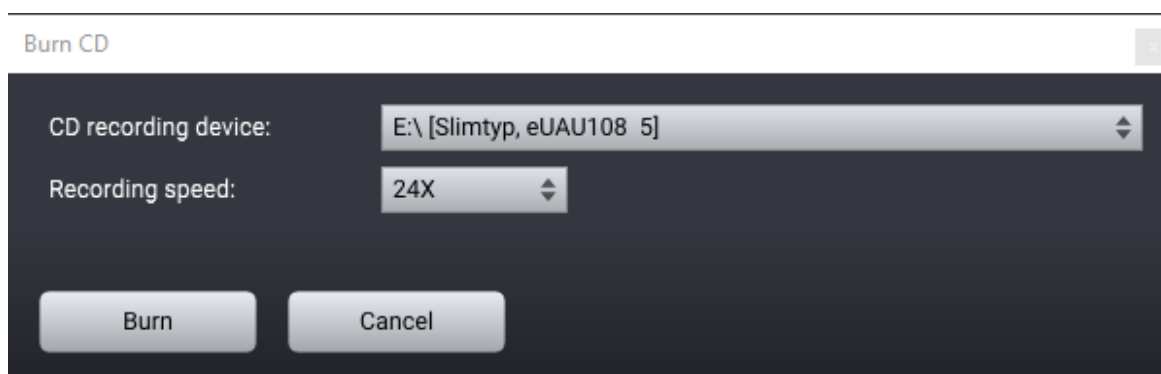 Burn CD
CD recording device: E:\ [Slimtyp, eUAU108  5]
Recording speed: 24X
Burn Cancel